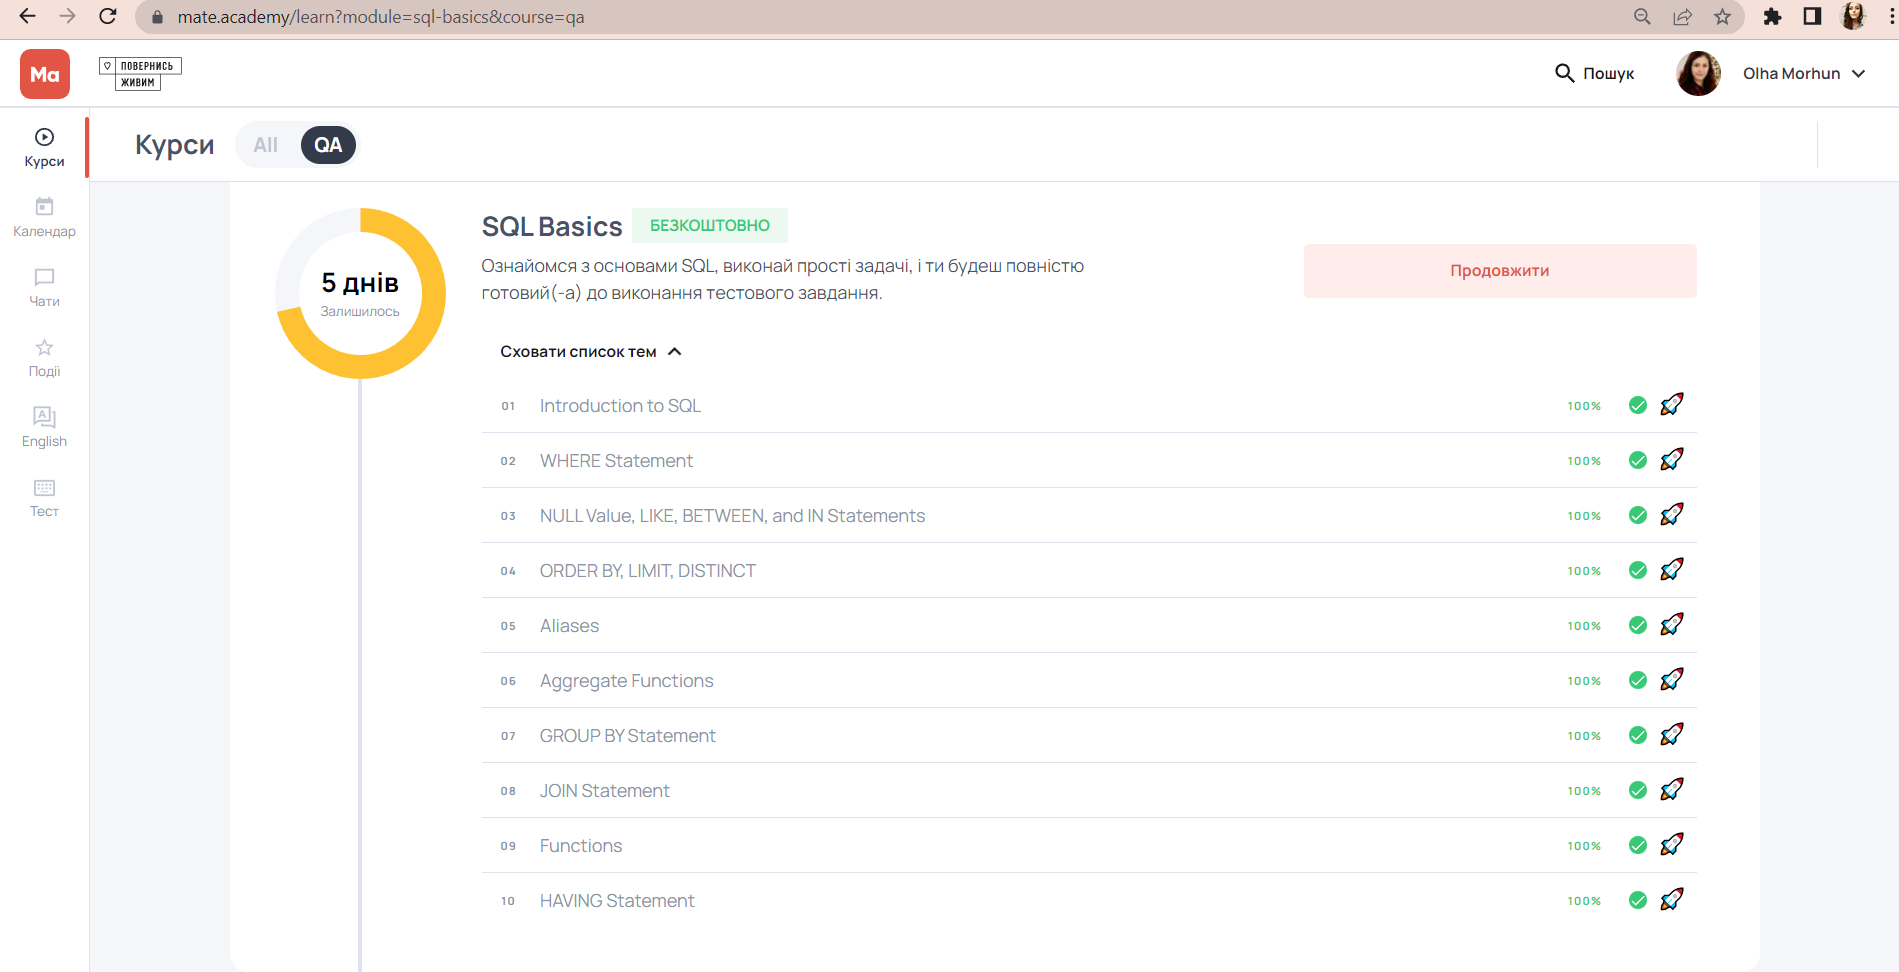 mate.academy/learn?module=sql-basics&course=qa
Ma
ПОВЕРНИСЬ
ЖИВИМ
Пошук
Olha Morhun
Курси
All
QA
Курси
Календар
Чати
Події
English
Тест
5 днів
Залишилось
SQL Basics
БЕЗКОШТОВНО
Ознайомся з основами SQL, виконай прості задачі, і ти будеш повністю
готовий(-а) до виконання тестового завдання.
Продовжити
Сховати список тем
01 Introduction to SQL 100%
02 WHERE Statement 100%
03 NULL Value, LIKE, BETWEEN, and IN Statements 100%
04 ORDER BY, LIMIT, DISTINCT 100%
05 Aliases 100%
06 Aggregate Functions 100%
07 GROUP BY Statement 100%
08 JOIN Statement 100%
09 Functions 100%
10 HAVING Statement 100%